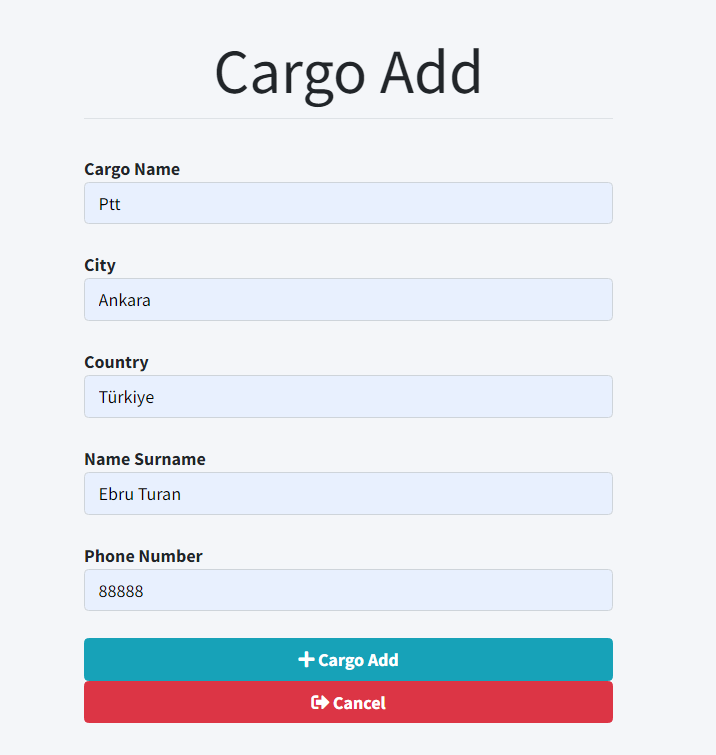 Cargo Add
Cargo Name
Ptt
City
Ankara
Country
Türkiye
Name Surname
Ebru Turan
Phone Number
88888
Cargo Add
Cancel